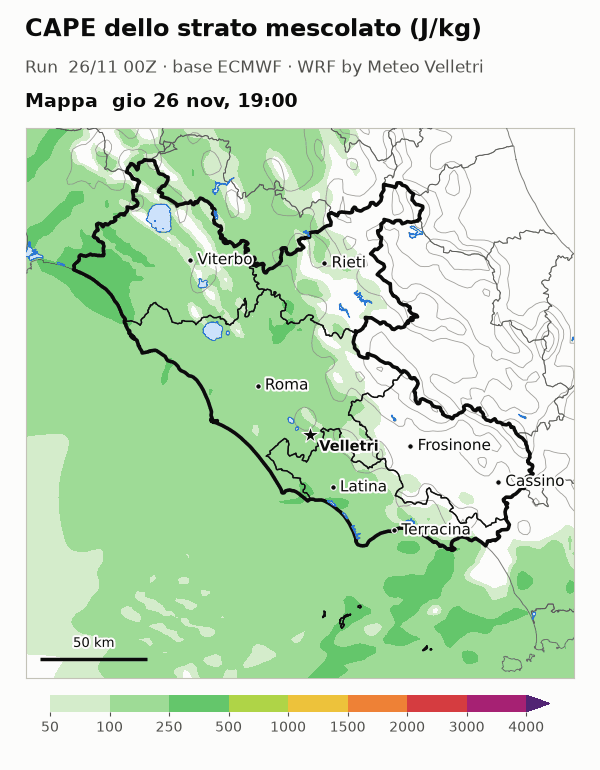 CAPE dello strato mescolato (J/kg)
Run  26/11 00Z · base ECMWF · WRF by Meteo Velletri
Mappa  gio 26 nov, 19:00
Viterbo
Rieti
Roma
Velletri
Frosinone
Latina
Cassino
Terracina
50 km
50 100 250 500 1000 1500 2000 3000 4000